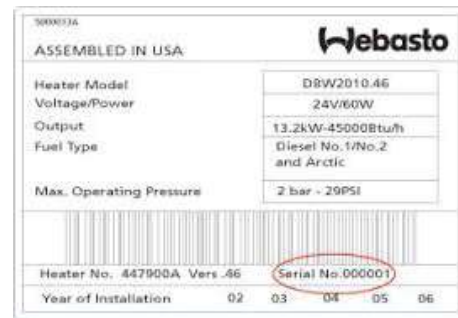 5000013A
Webasto
ASSEMBLED IN USA
Heater Model DBW2010.46
Voltage/Power 24V/60W
Output 13.2kW-45000Btu/h
Fuel Type Diesel No.1/No.2
and Arctic
Max. Operating Pressure 2 bar - 29PSI
Heater No. 447900A Vers.46 Serial No.000001
Year of Installation 02 03 04 05 06